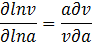 ∂lnv/∂lna = a∂v/v∂a